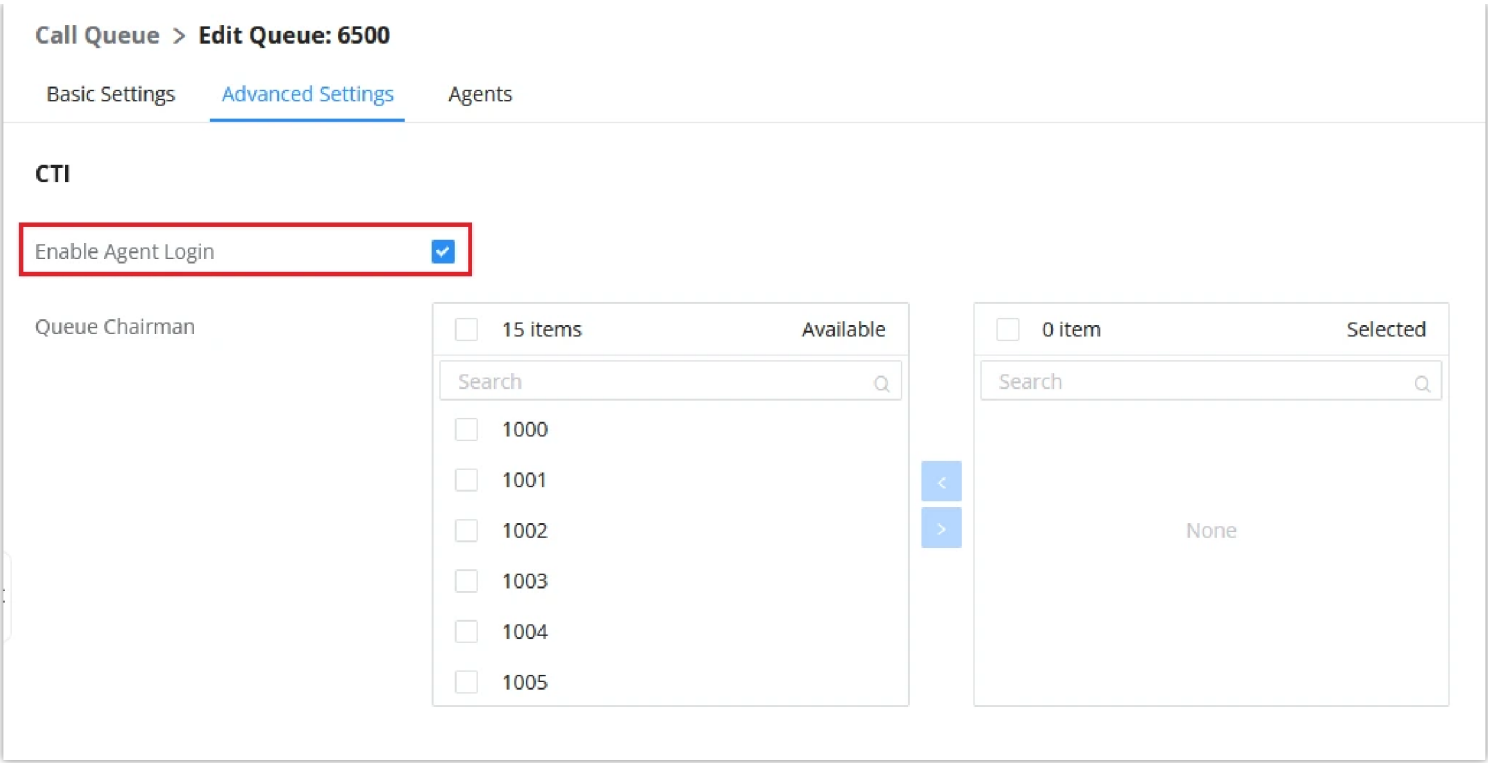 Call Queue > Edit Queue: 6500
Basic Settings Advanced Settings Agents
CTI
Enable Agent Login
Queue Chairman
15 items Available
Search
1000
1001
1002
1003
1004
1005
<
>
0 item Selected
Search
None